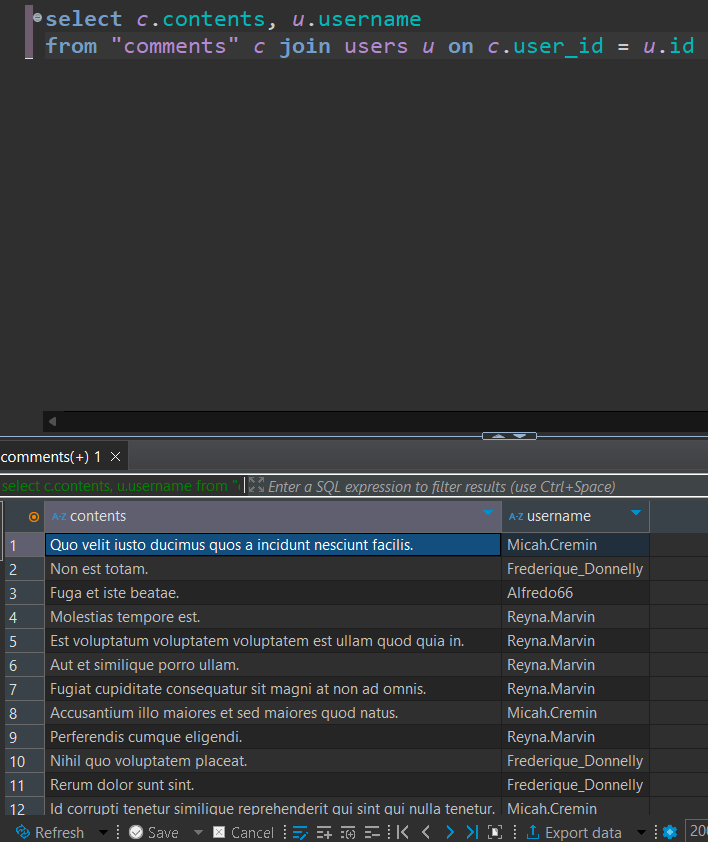 select c.contents, u.username
from "comments" c join users u on c.user_id = u.id
comments(+) 1
select c.contents, u.username from "
Enter a SQL expression to filter results (use Ctrl+Space)
A-Z contents A-Z username
1 Quo velit iusto ducimus quos a incidunt nesciunt facilis. Micah.Cremin
2 Non est totam. Frederique_Donnelly
3 Fuga et iste beatae. Alfredo66
4 Molestias tempore est. Reyna.Marvin
5 Est voluptatum voluptatem voluptatem est ullam quod quia in. Reyna.Marvin
6 Aut et similique porro ullam. Reyna.Marvin
7 Fugiat cupiditate consequatur sit magni at non ad omnis. Reyna.Marvin
8 Accusantium illo maiores et sed maiores quod natus. Micah.Cremin
9 Perferendis cumque eligendi. Reyna.Marvin
10 Nihil quo voluptatem placeat. Frederique_Donnelly
11 Rerum dolor sunt sint. Frederique_Donnelly
12 Id corrupti tenetur similique reprehenderit qui sint qui nulla tenetur. Micah.Cremin
Refresh Save Cancel Export data